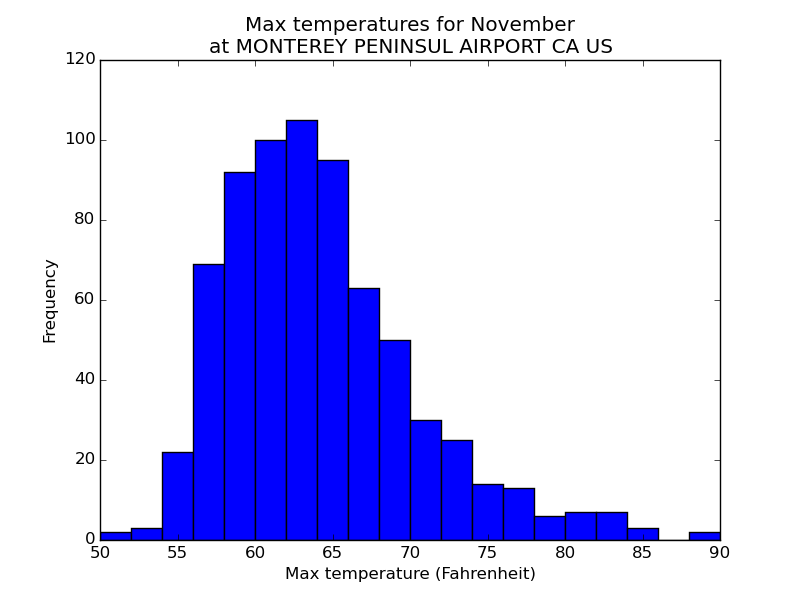 Max temperatures for November
at MONTEREY PENINSUL AIRPORT CA US
120
100
80
60
40
20
0
Frequency
50 55 60 65 70 75 80 85 90
Max temperature (Fahrenheit)